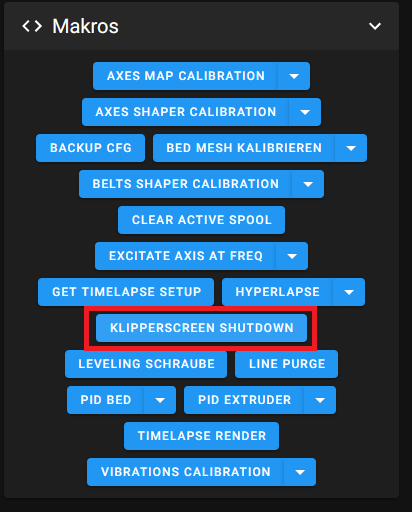 Makros
AXES MAP CALIBRATION
AXES SHAPER CALIBRATION
BACKUP CFG BED MESH KALIBRIEREN
BELTS SHAPER CALIBRATION
CLEAR ACTIVE SPOOL
EXCITATE AXIS AT FREQ
GET TIMELAPSE SETUP HYPERLAPSE
KLIPPERSCREEN SHUTDOWN
LEVELING SCHRAUBE LINE PURGE
PID BED PID EXTRUDER
TIMELAPSE RENDER
VIBRATIONS CALIBRATION